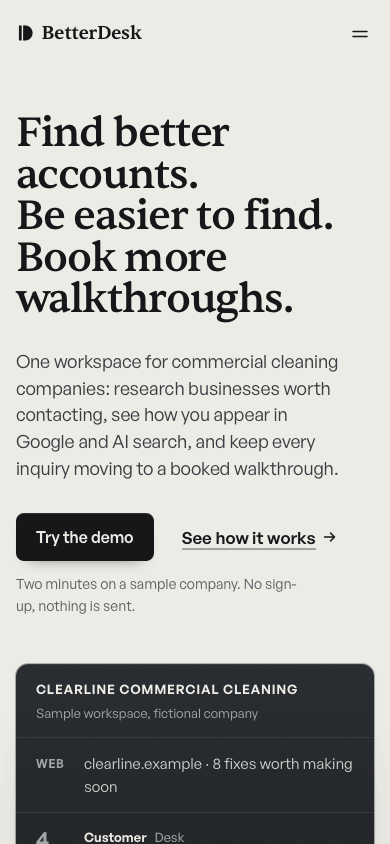 BetterDesk
Find better
accounts.
Be easier to find.
Book more
walkthroughs.
One workspace for commercial cleaning
companies: research businesses worth
contacting, see how you appear in
Google and AI search, and keep every
inquiry moving to a booked walkthrough.
Try the demo
See how it works →
Two minutes on a sample company. No sign-
up, nothing is sent.
CLEARLINE COMMERCIAL CLEANING
Sample workspace, fictional company
WEB clearline.example · 8 fixes worth making
soon
4 Customer Desk